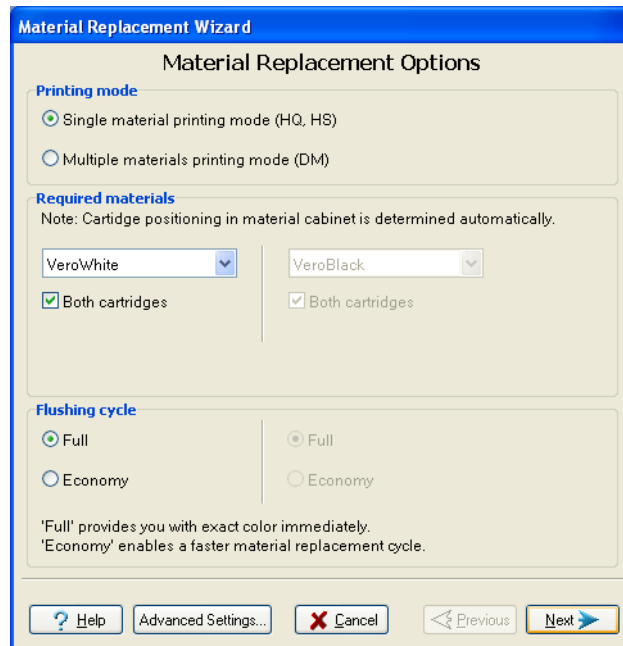 Material Replacement Wizard
Material Replacement Options
Printing mode
Single material printing mode (HQ, HS)
Multiple materials printing mode (DM)
Required materials
Note: Cartidge positioning in material cabinet is determined automatically.
VeroWhite VeroBlack
Both cartridges Both cartridges
Flushing cycle
Full Full
Economy Economy
'Full' provides you with exact color immediately.
'Economy' enables a faster material replacement cycle.
? Help Advanced Settings... Cancel Previous Next